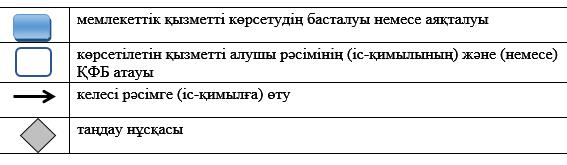 мемлекеттік қызметті көрсетудің басталуы немесе аяқталуы
көрсетілетін қызметті алушы рәсімінің (іс-қимылының) және (немесе)
ҚФБ атауы
келесі рәсімге (іс-қимылға) өту
таңдау нұсқасы